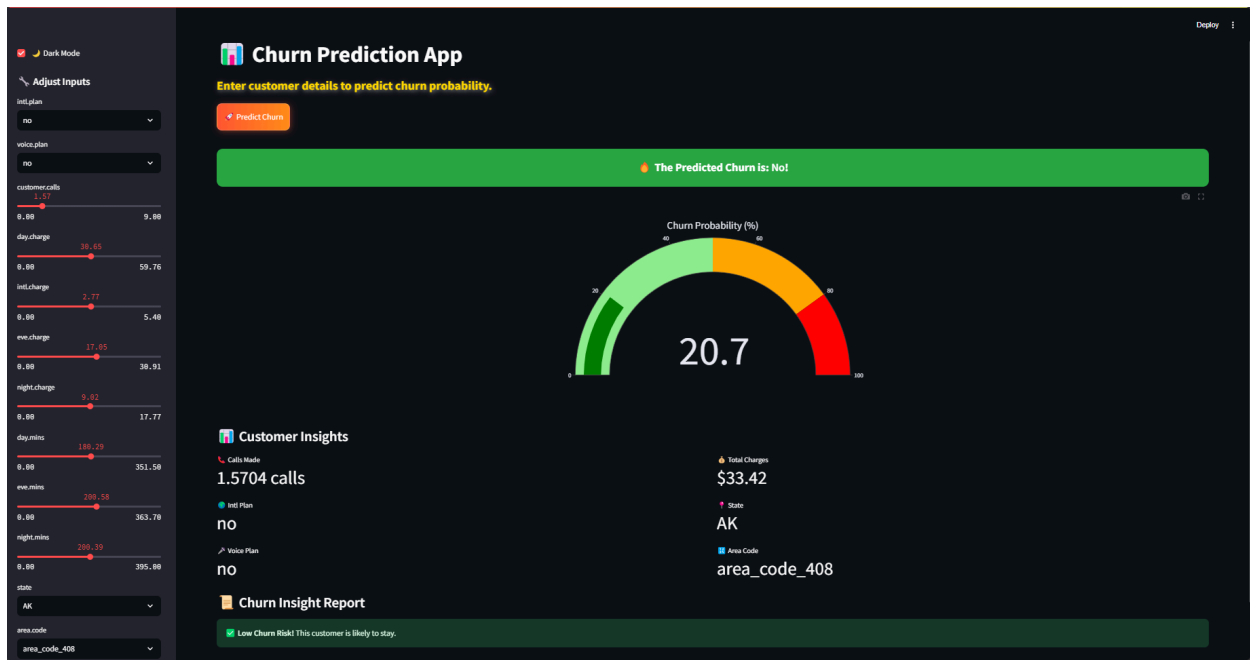 Deploy
Dark Mode
Adjust Inputs
intl.plan
no
voice.plan
no
customer.calls
1.57
0.00 9.00
day.charge
30.65
0.00 59.76
intl.charge
2.77
0.00 5.40
eve.charge
17.05
0.00 30.91
night.charge
9.02
0.00 17.77
day.mins
180.29
0.00 351.50
eve.mins
200.58
0.00 363.70
night.mins
200.39
0.00 395.00
state
AK
area.code
area_code_408
Churn Prediction App
Enter customer details to predict churn probability.
Predict Churn
The Predicted Churn is: No!
Churn Probability (%)
40 60
20 80
20.7
0 100
Customer Insights
Calls Made
1.5704 calls
Total Charges
$33.42
Intl Plan
no
State
AK
Voice Plan
no
Area Code
area_code_408
Churn Insight Report
Low Churn Risk! This customer is likely to stay.